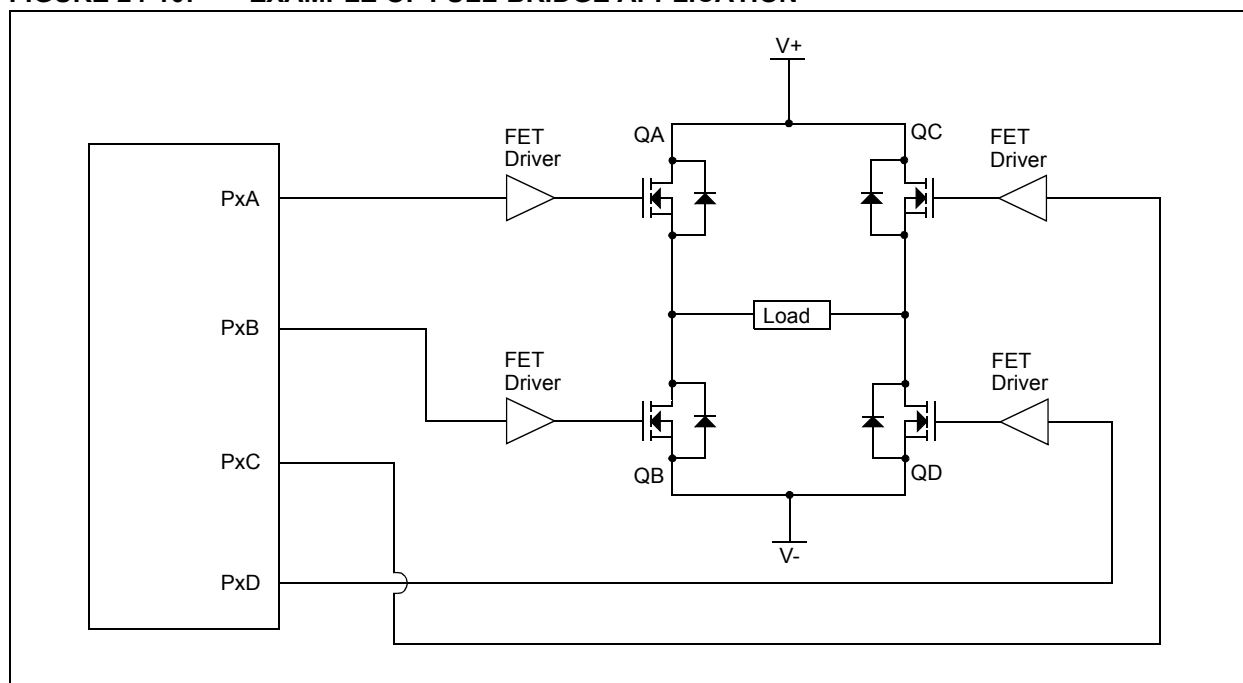 V+
QA
QC
FET
Driver
FET
Driver
PxA
Load
PxB
FET
Driver
FET
Driver
PxC
QB
QD
V-
PxD